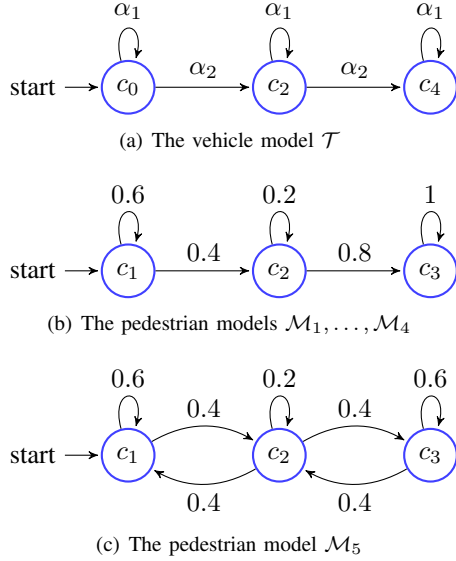 α₁ α₁ α₁
start c₀ α₂ c₂ α₂ c₄
(a) The vehicle model 𝒯
0.6 0.2 1
start c₁ 0.4 c₂ 0.8 c₃
(b) The pedestrian models ℳ₁, . . . , ℳ₄
0.6 0.2 0.6
0.4 0.4
start c₁ c₂ c₃
0.4 0.4
(c) The pedestrian model ℳ₅